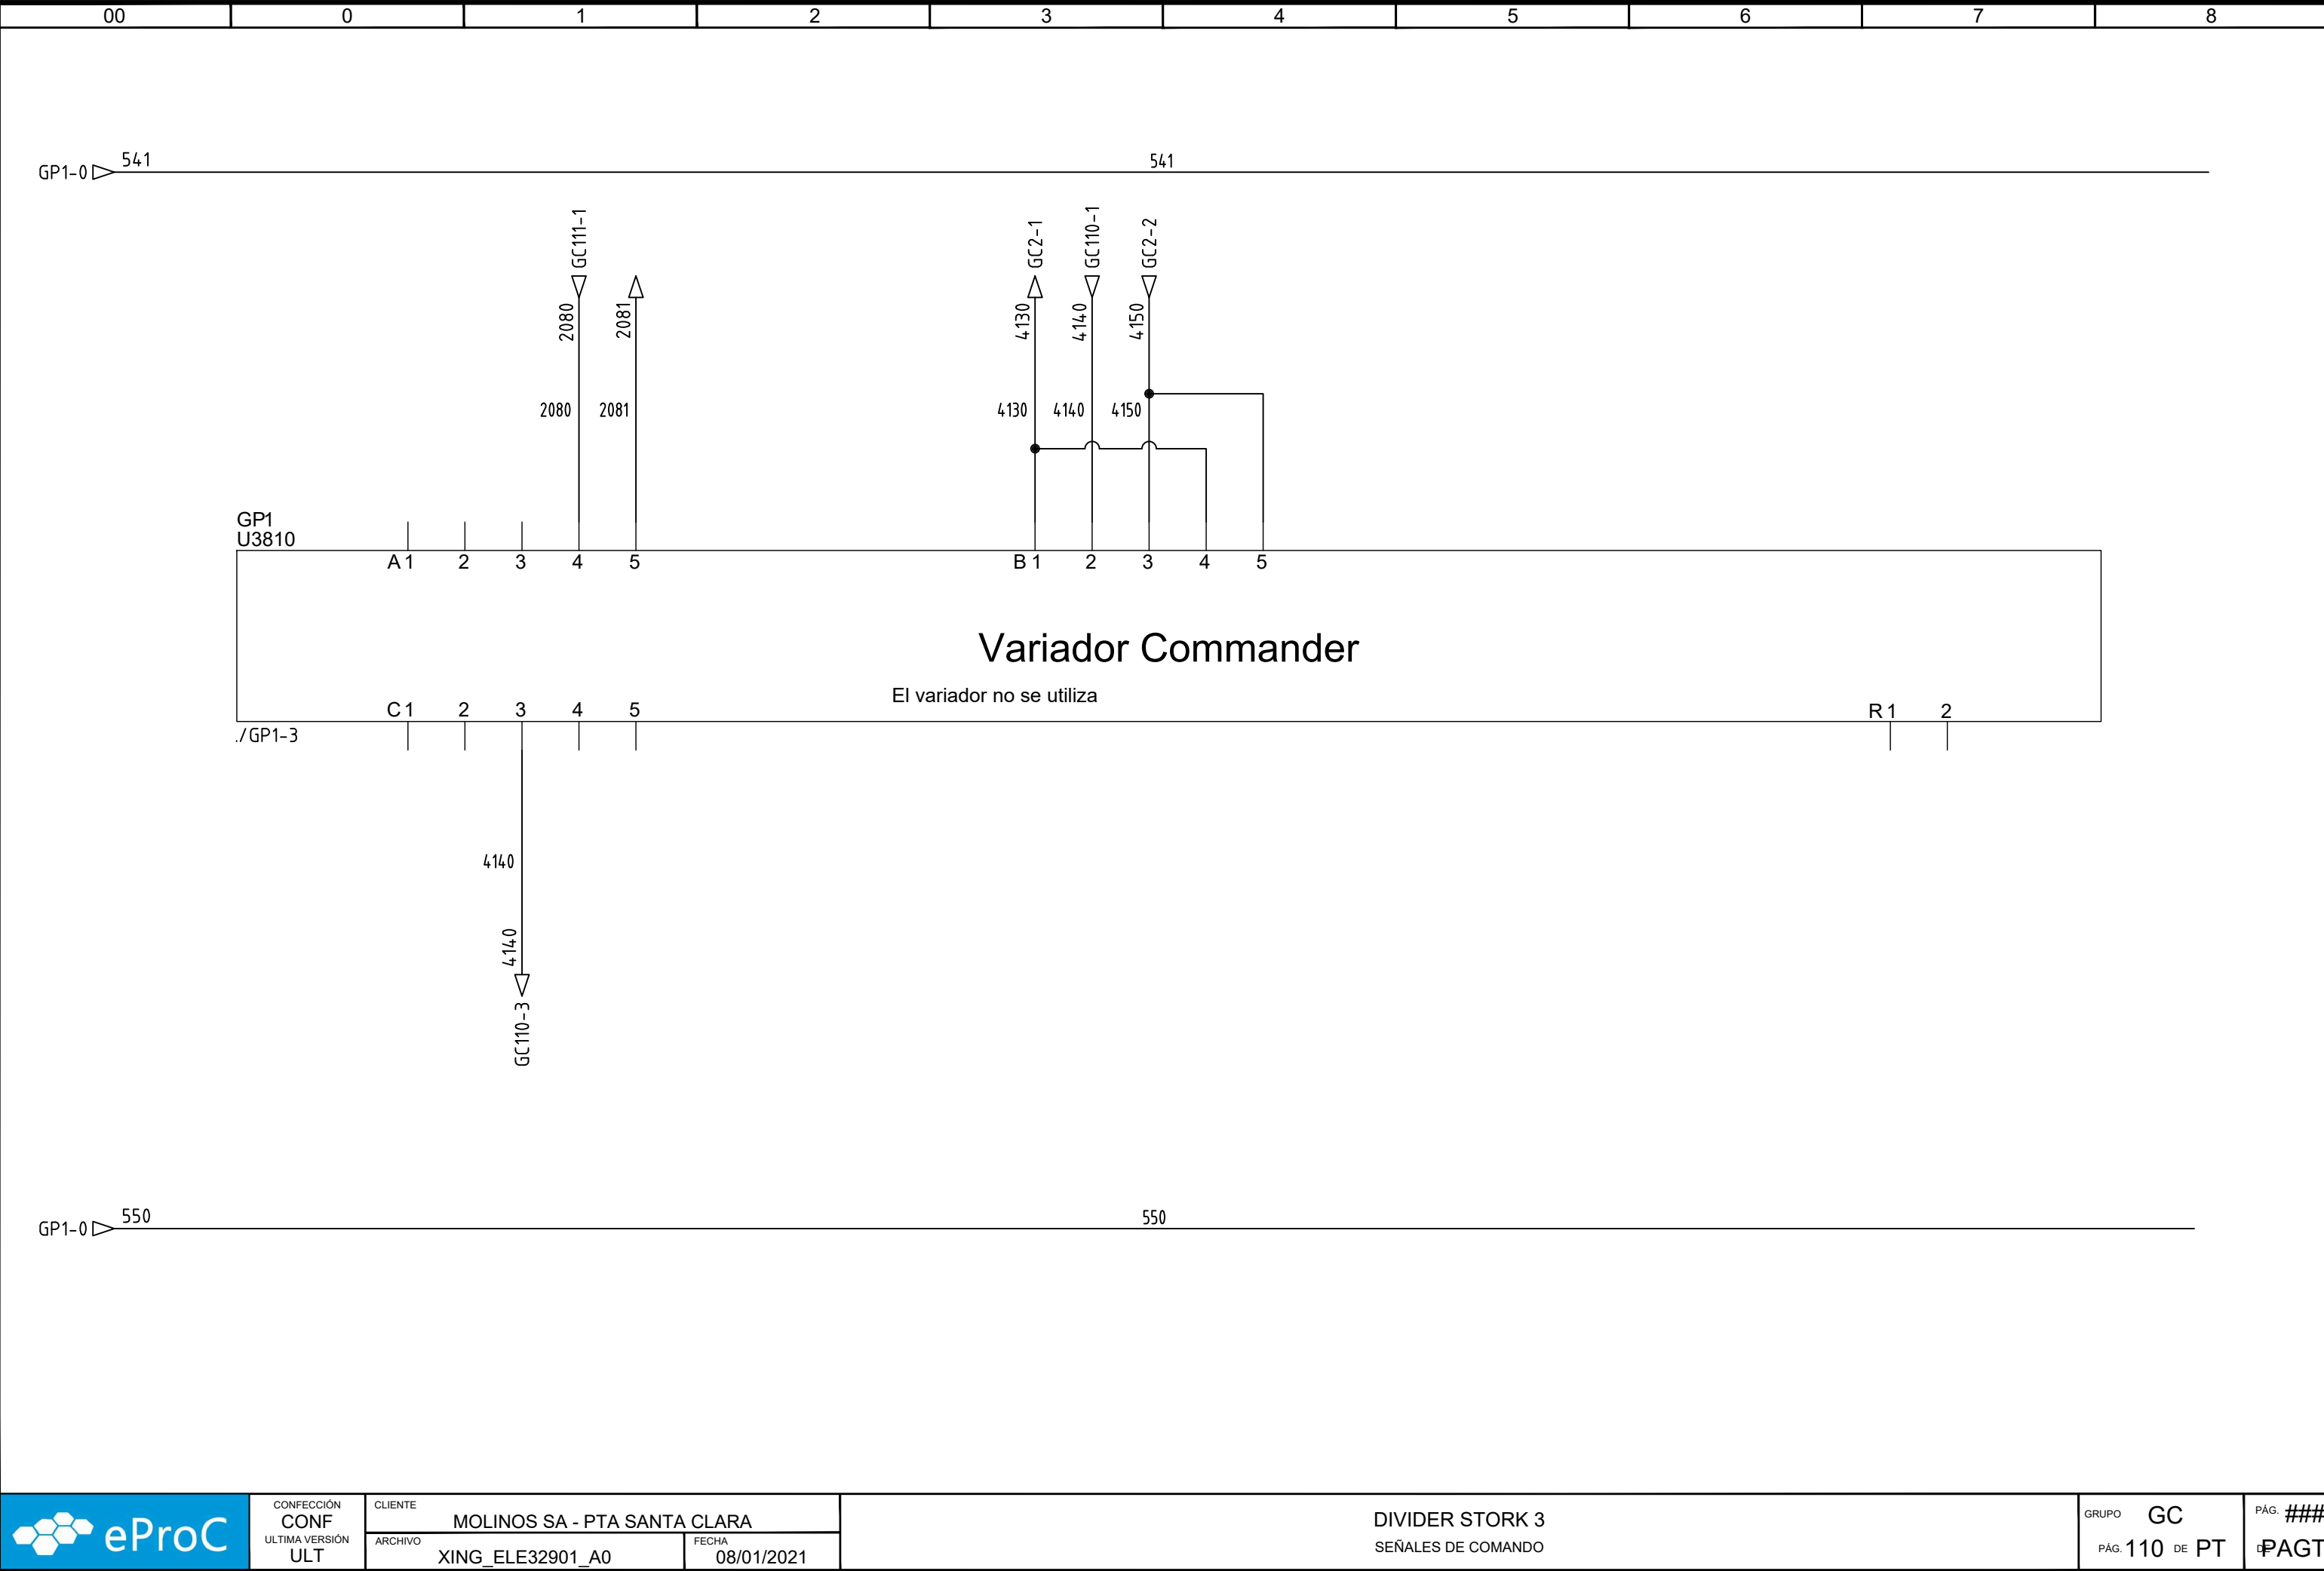 00 0 1 2 3 4 5 6 7 8
GP1-0 541 541
GC111-1
2080
2081
GC2-1
4130
GC110-1
4140
GC2-2
4150
2080 2081 4130 4140 4150
GP1
U3810
A 1 2 3 4 5 B 1 2 3 4 5
Variador Commander
El variador no se utiliza
C 1 2 3 4 5 R 1 2
./GP1-3
4140
4140
GC110-3
GP1-0 550 550
eProC
CONFECCIÓN
CONF
ULTIMA VERSIÓN
ULT
CLIENTE
MOLINOS SA - PTA SANTA CLARA
ARCHIVO
XING_ELE32901_A0
FECHA
08/01/2021
DIVIDER STORK 3
SEÑALES DE COMANDO
GRUPO GC
PÁG. 110 DE PT
PÁG. ###
DE PAGT